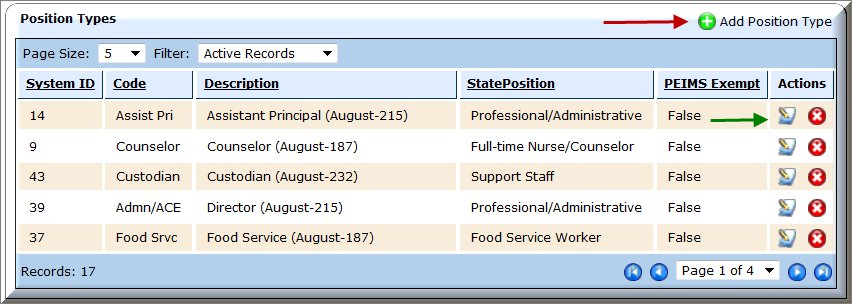 Position Types Add Position Type
Page Size: 5 Filter: Active Records
System ID Code Description StatePosition PEIMS Exempt Actions
14 Assist Pri Assistant Principal (August-215) Professional/Administrative False
9 Counselor Counselor (August-187) Full-time Nurse/Counselor False
43 Custodian Custodian (August-232) Support Staff False
39 Admn/ACE Director (August-215) Professional/Administrative False
37 Food Srvc Food Service (August-187) Food Service Worker False
Records: 17 Page 1 of 4